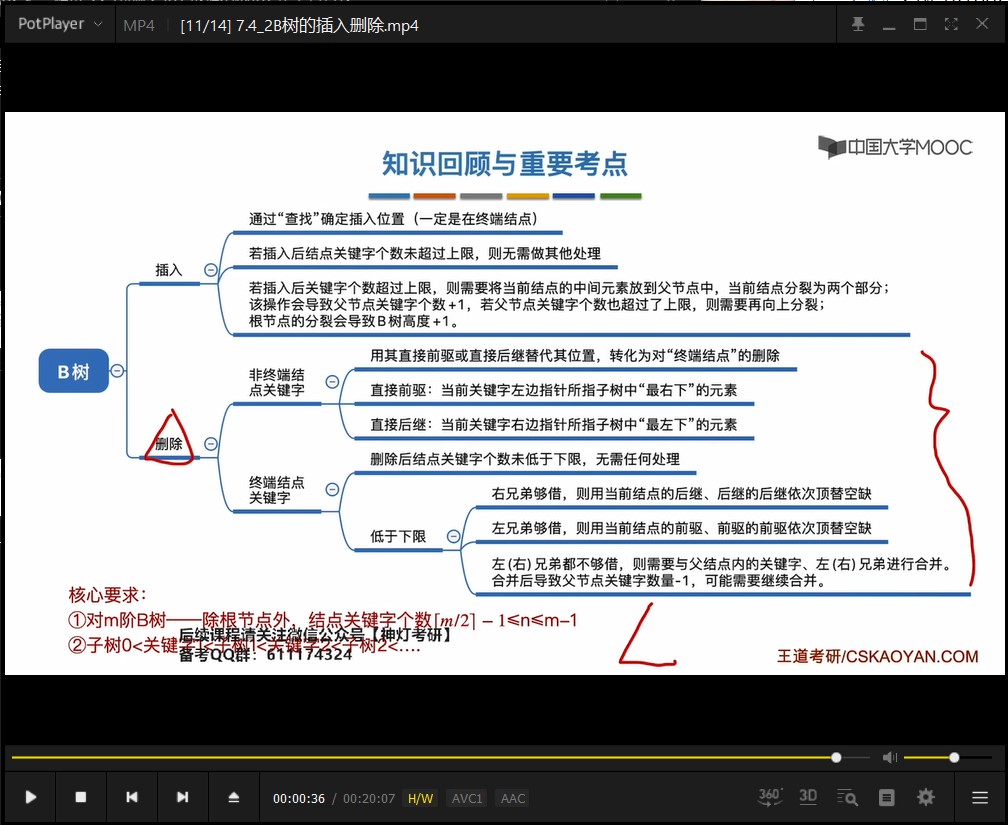 PotPlayer
MP4
[11/14] 7.4_2B树的插入删除.mp4
中国大学MOOC
知识回顾与重要考点
通过“查找”确定插入位置（一定是在终端结点）
若插入后结点关键字个数未超过上限，则无需做其他处理
插入
若插入后关键字个数超过上限，则需要将当前结点的中间元素放到父节点中，当前结点分裂为两个部分；
该操作会导致父节点关键字个数+1，若父节点关键字个数也超过了上限，则需要再向上分裂；
根节点的分裂会导致B树高度+1。
B树
删除
非终端结
点关键字
用其直接前驱或直接后继替代其位置，转化为对“终端结点”的删除
直接前驱：当前关键字左边指针所指子树中“最右下”的元素
直接后继：当前关键字右边指针所指子树中“最左下”的元素
终端结点
关键字
删除后结点关键字个数未低于下限，无需任何处理
低于下限
右兄弟够借，则用当前结点的后继、后继的后继依次顶替空缺
左兄弟够借，则用当前结点的前驱、前驱的前驱依次顶替空缺
左(右)兄弟都不够借，则需要与父结点内的关键字、左(右)兄弟进行合并。
合并后导致父节点关键字数量-1，可能需要继续合并。
核心要求：
①对m阶B树——除根节点外，结点关键字个数⌈m/2⌉−1≤n≤m−1
后续课程请关注微信公众号【神灯考研】
②子树0<关键字1<子树1<关键字2<子树2<….
备考QQ群：611174324
王道考研/CSKAOYAN.COM
00:00:36 / 00:20:07 H/W AVC1 AAC
360° 3D